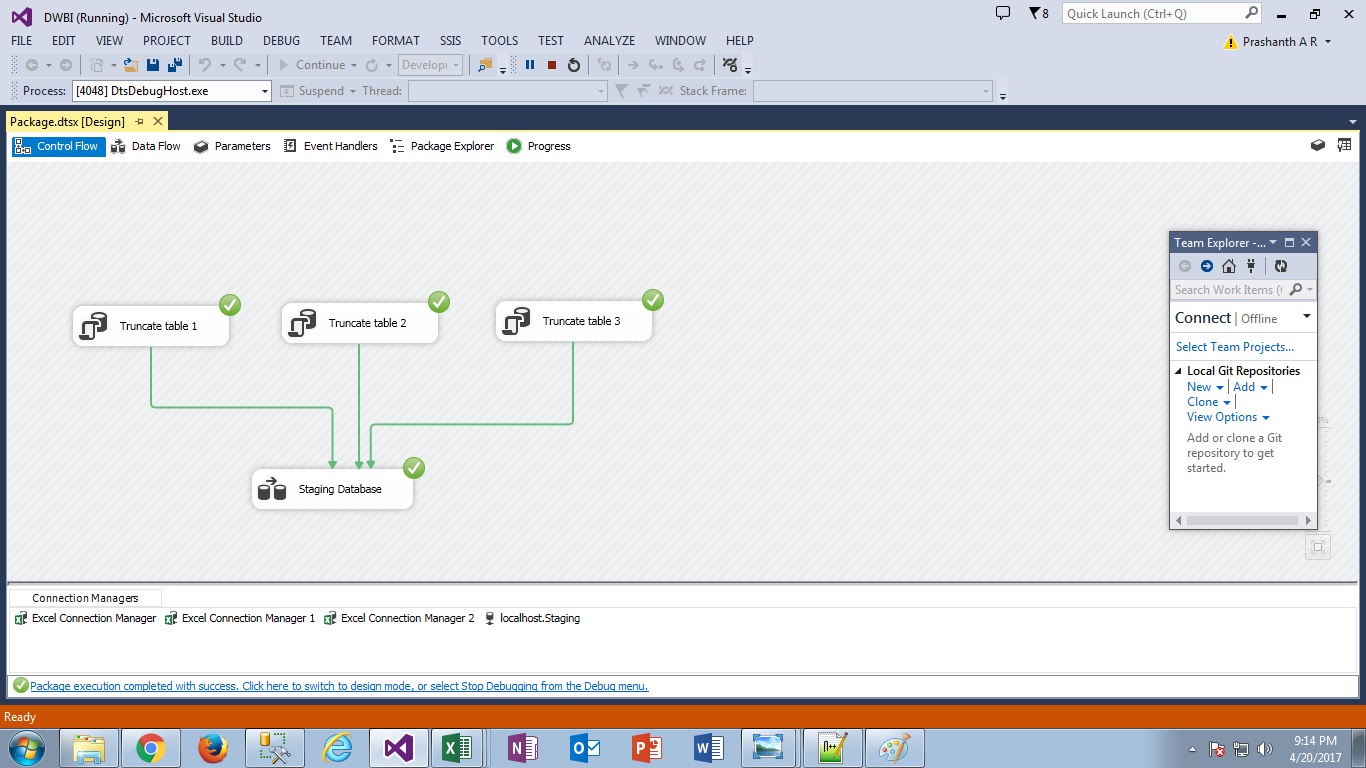 DWBI (Running) - Microsoft Visual Studio
8
Quick Launch (Ctrl+Q)
FILE EDIT VIEW PROJECT BUILD DEBUG TEAM FORMAT SSIS TOOLS TEST ANALYZE WINDOW HELP
Prashanth A R
Continue
Develop
Process: [4048] DtsDebugHost.exe Suspend Thread: Stack Frame:
Package.dtsx [Design]
Control Flow Data Flow Parameters Event Handlers Package Explorer Progress
Team Explorer -...
Search Work Items (
Connect | Offline
Select Team Projects...
Local Git Repositories
New | Add |
Clone |
View Options
Add or clone a Git
repository to get
started.
Truncate table 1
Truncate table 2
Truncate table 3
Staging Database
Connection Managers
Excel Connection Manager Excel Connection Manager 1 Excel Connection Manager 2 localhost.Staging
Package execution completed with success. Click here to switch to design mode, or select Stop Debugging from the Debug menu.
Ready
9:14 PM
4/20/2017